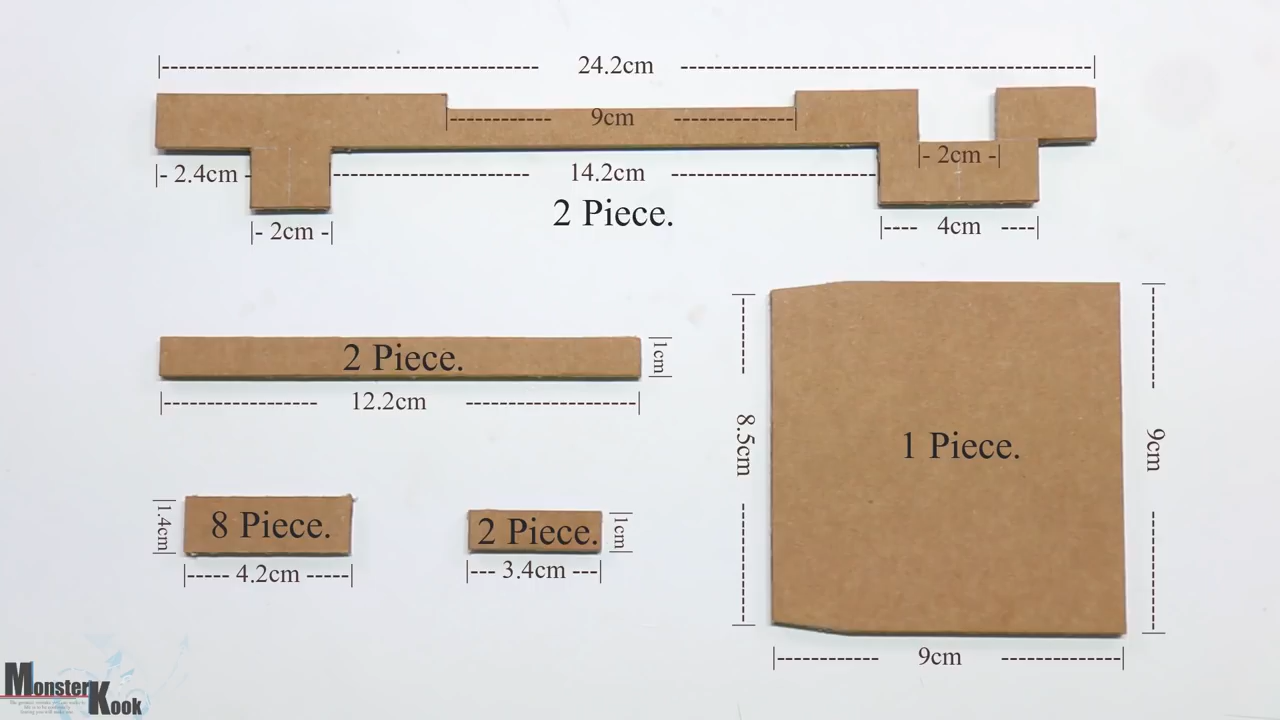 24.2cm
9cm
2.4cm
14.2cm
2cm
2 Piece.
2cm
4cm
2 Piece.
1cm
12.2cm
8.5cm
1 Piece.
9cm
9cm
1.4cm
8 Piece.
4.2cm
2 Piece.
1cm
3.4cm
Monster
Kook